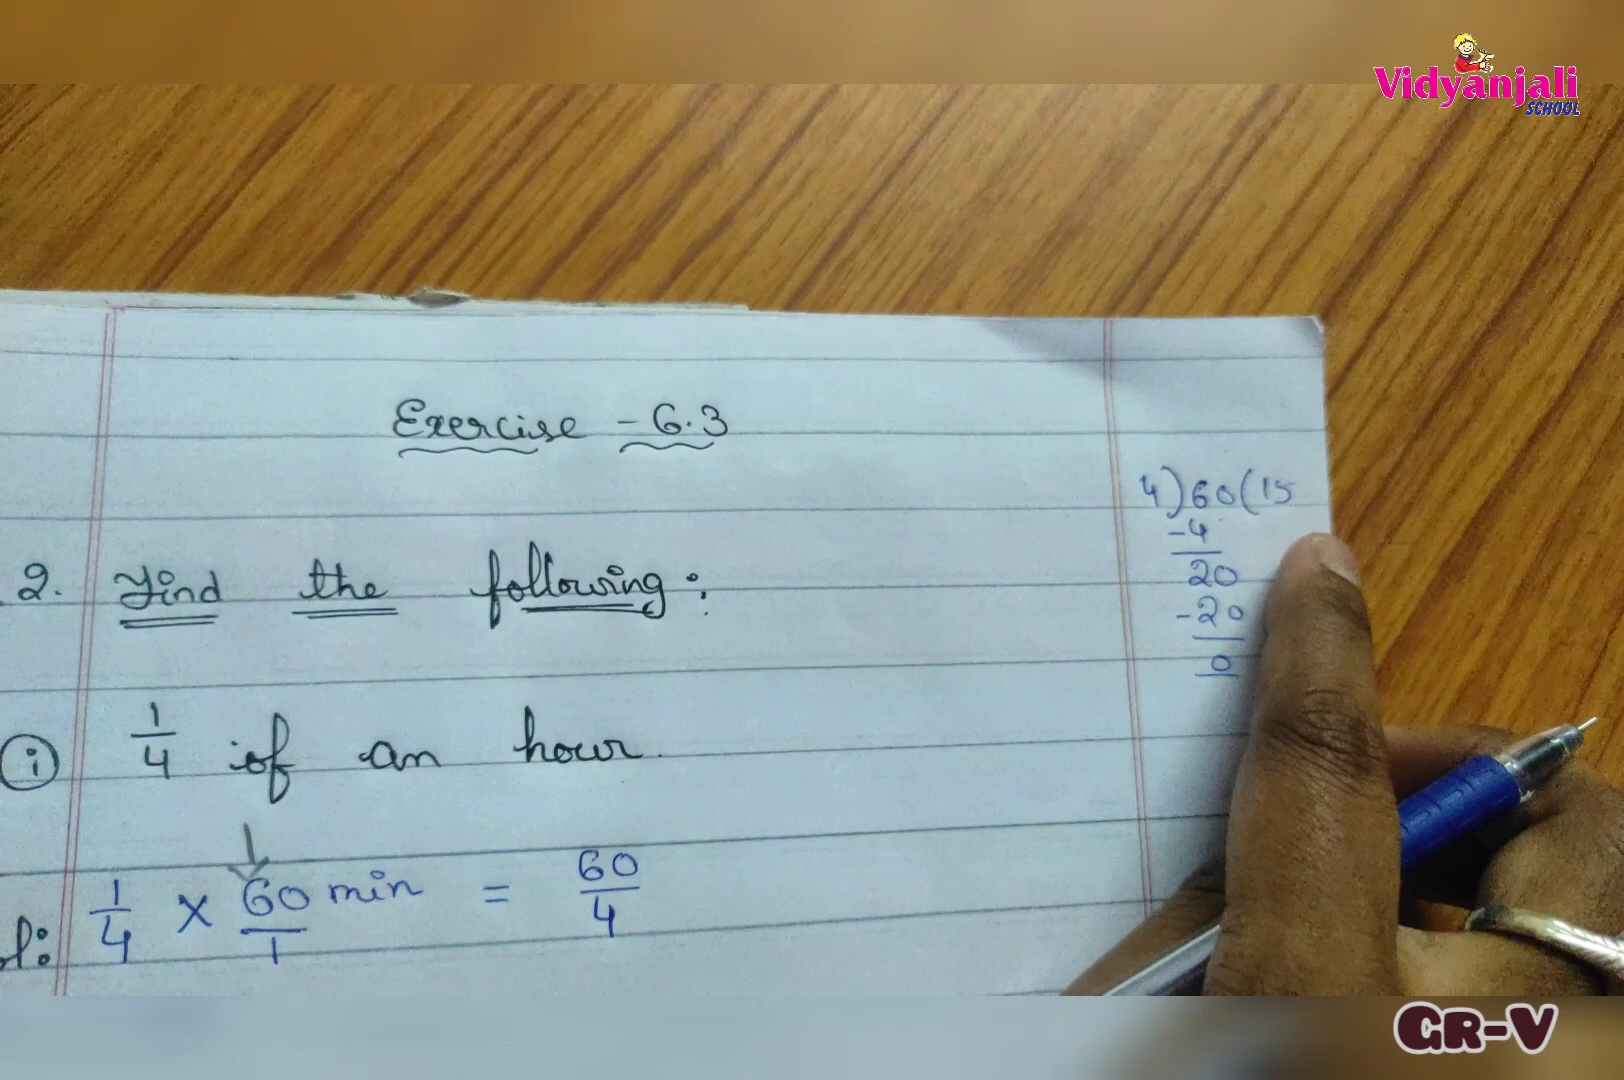 Vidyanjali
SCHOOL
Exercise - 6.3
2. Find the following:
i 1/4 of an hour
l: 1/4 × 60/1 min = 60/4
4)60(15
-4
20
-20
0
GR-V